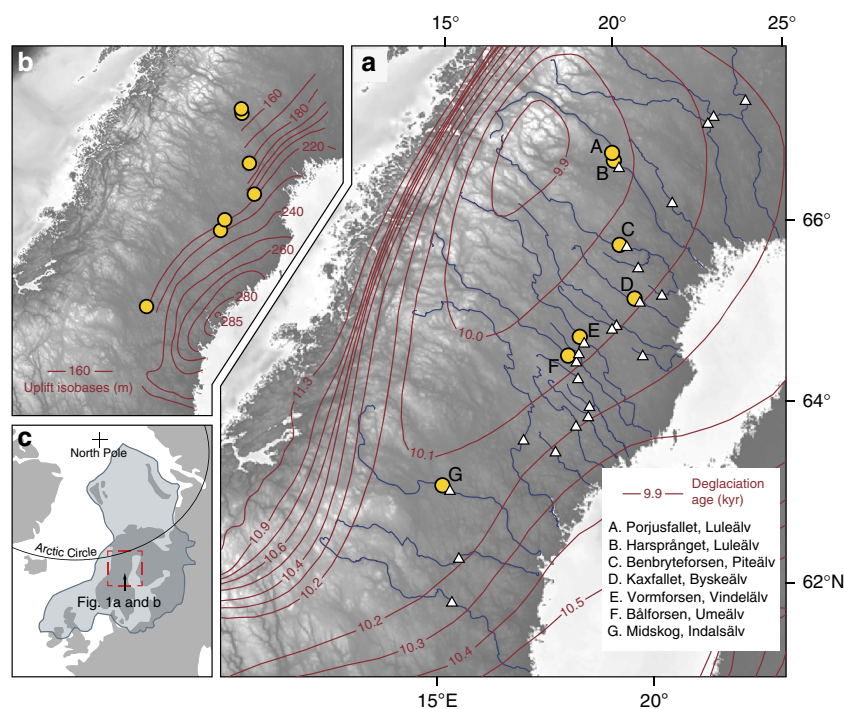 15°
20°
25°
b
160
180
220
240
260
280
285
160
Uplift isobases (m)
a
9.9
A
B
C
D
E
F
G
10.0
10.1
11.3
10.9
10.6
10.4
10.2
10.2
10.3
10.4
10.5
66°
64°
62°N
9.9
Deglaciation
age (kyr)
A. Porjusfallet, Luleälv
B. Harsprånget, Luleälv
C. Benbryteforsen, Piteälv
D. Kaxfallet, Byskeälv
E. Vormforsen, Vindelälv
F. Bålforsen, Umeälv
G. Midskog, Indalsälv
c
North Pole
Arctic Circle
Fig. 1a and b
15°E
20°